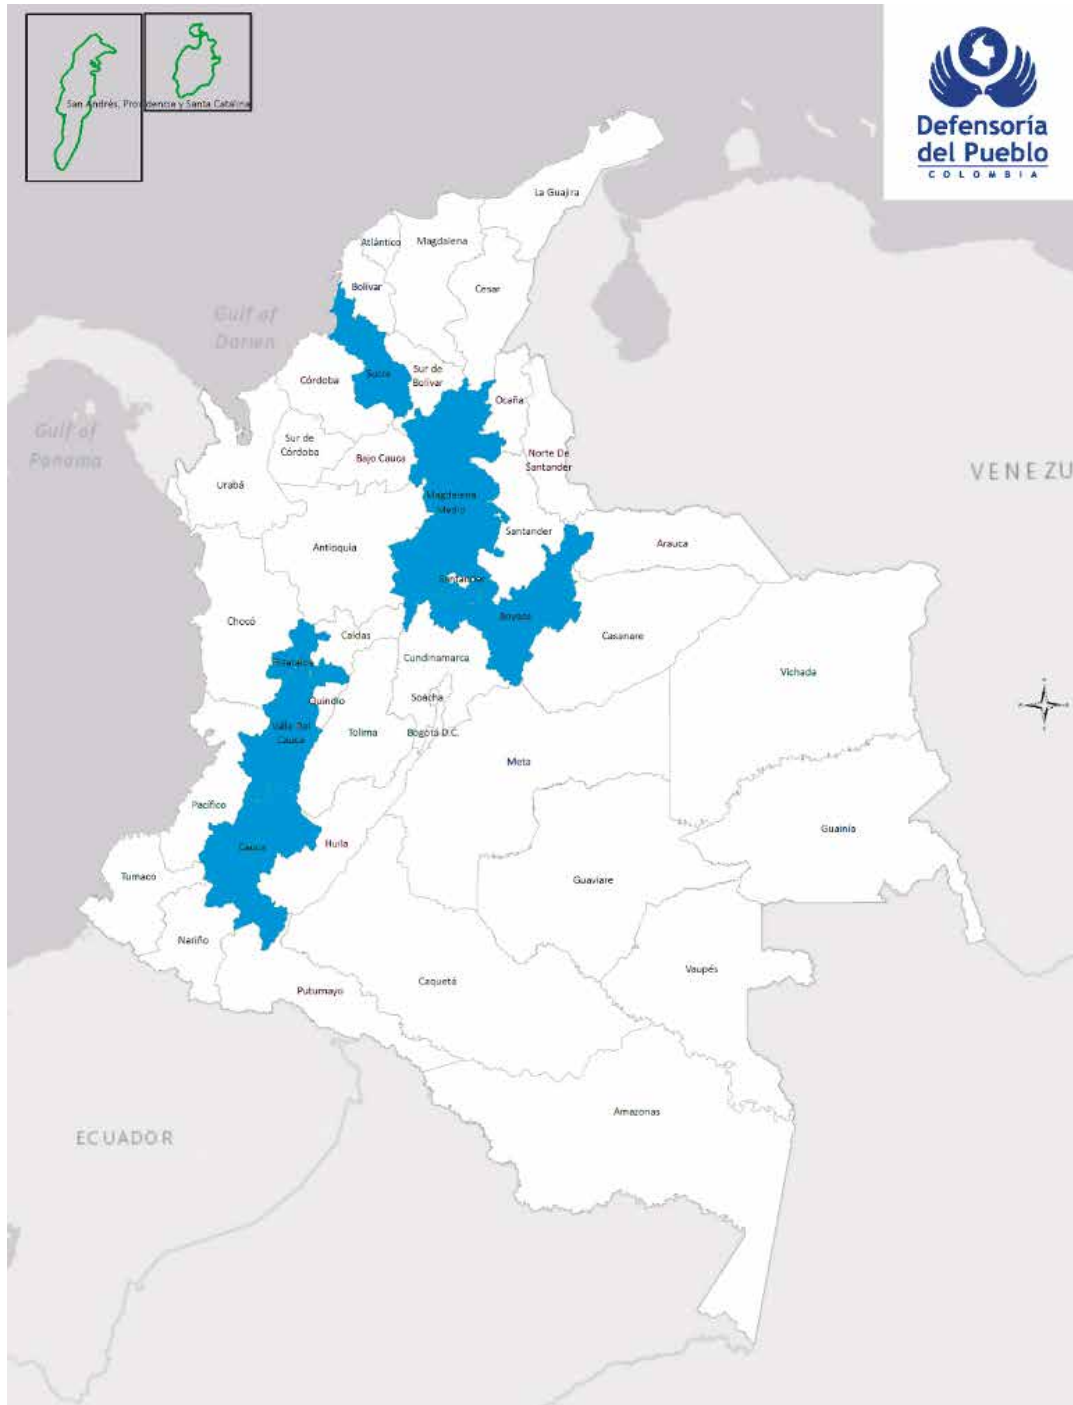 San Andrés, Providencia y Santa Catalina
Defensoría
del Pueblo
COLOMBIA
La Guajira
Atlántico
Magdalena
Bolívar
Cesar
Gulf of
Darien
Sucre
Sur de
Bolívar
Córdoba
Ocaña
Gulf of
Panama
Sur de
Córdoba
Bajo Cauca
Norte De
Santander
VENEZU
Urabá
Magdalena
Medio
Santander
Antioquia
Arauca
Santander
Boyacá
Chocó
Caldas
Casanare
Cundinamarca
Risaralda
Vichada
Quindío
Soacha
Valle Del
Cauca
Tolima
Bogotá D.C.
Meta
Pacífico
Guainía
Cauca
Huila
Tumaco
Guaviare
Nariño
Vaupés
Caquetá
Putumayo
Amazonas
ECUADOR